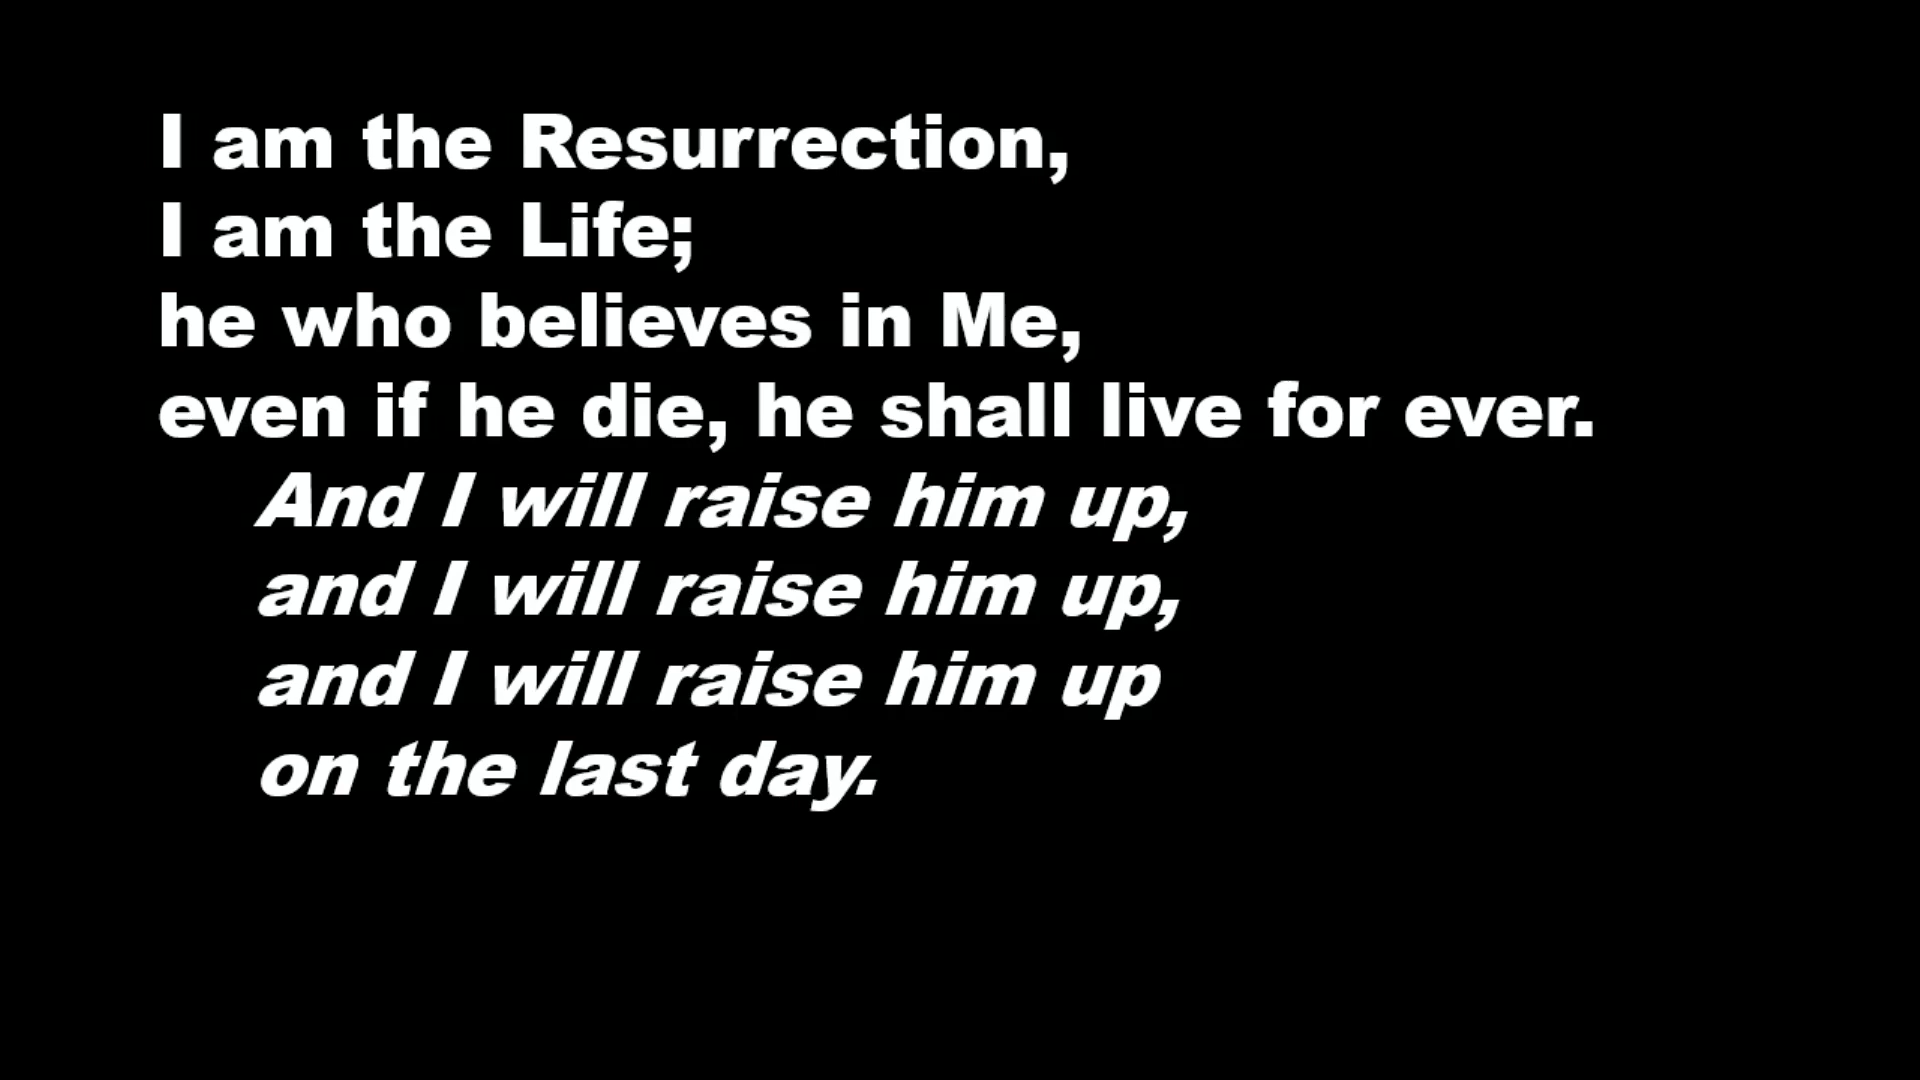 I am the Resurrection,
I am the Life;
he who believes in Me,
even if he die, he shall live for ever.
And I will raise him up,
and I will raise him up,
and I will raise him up
on the last day.